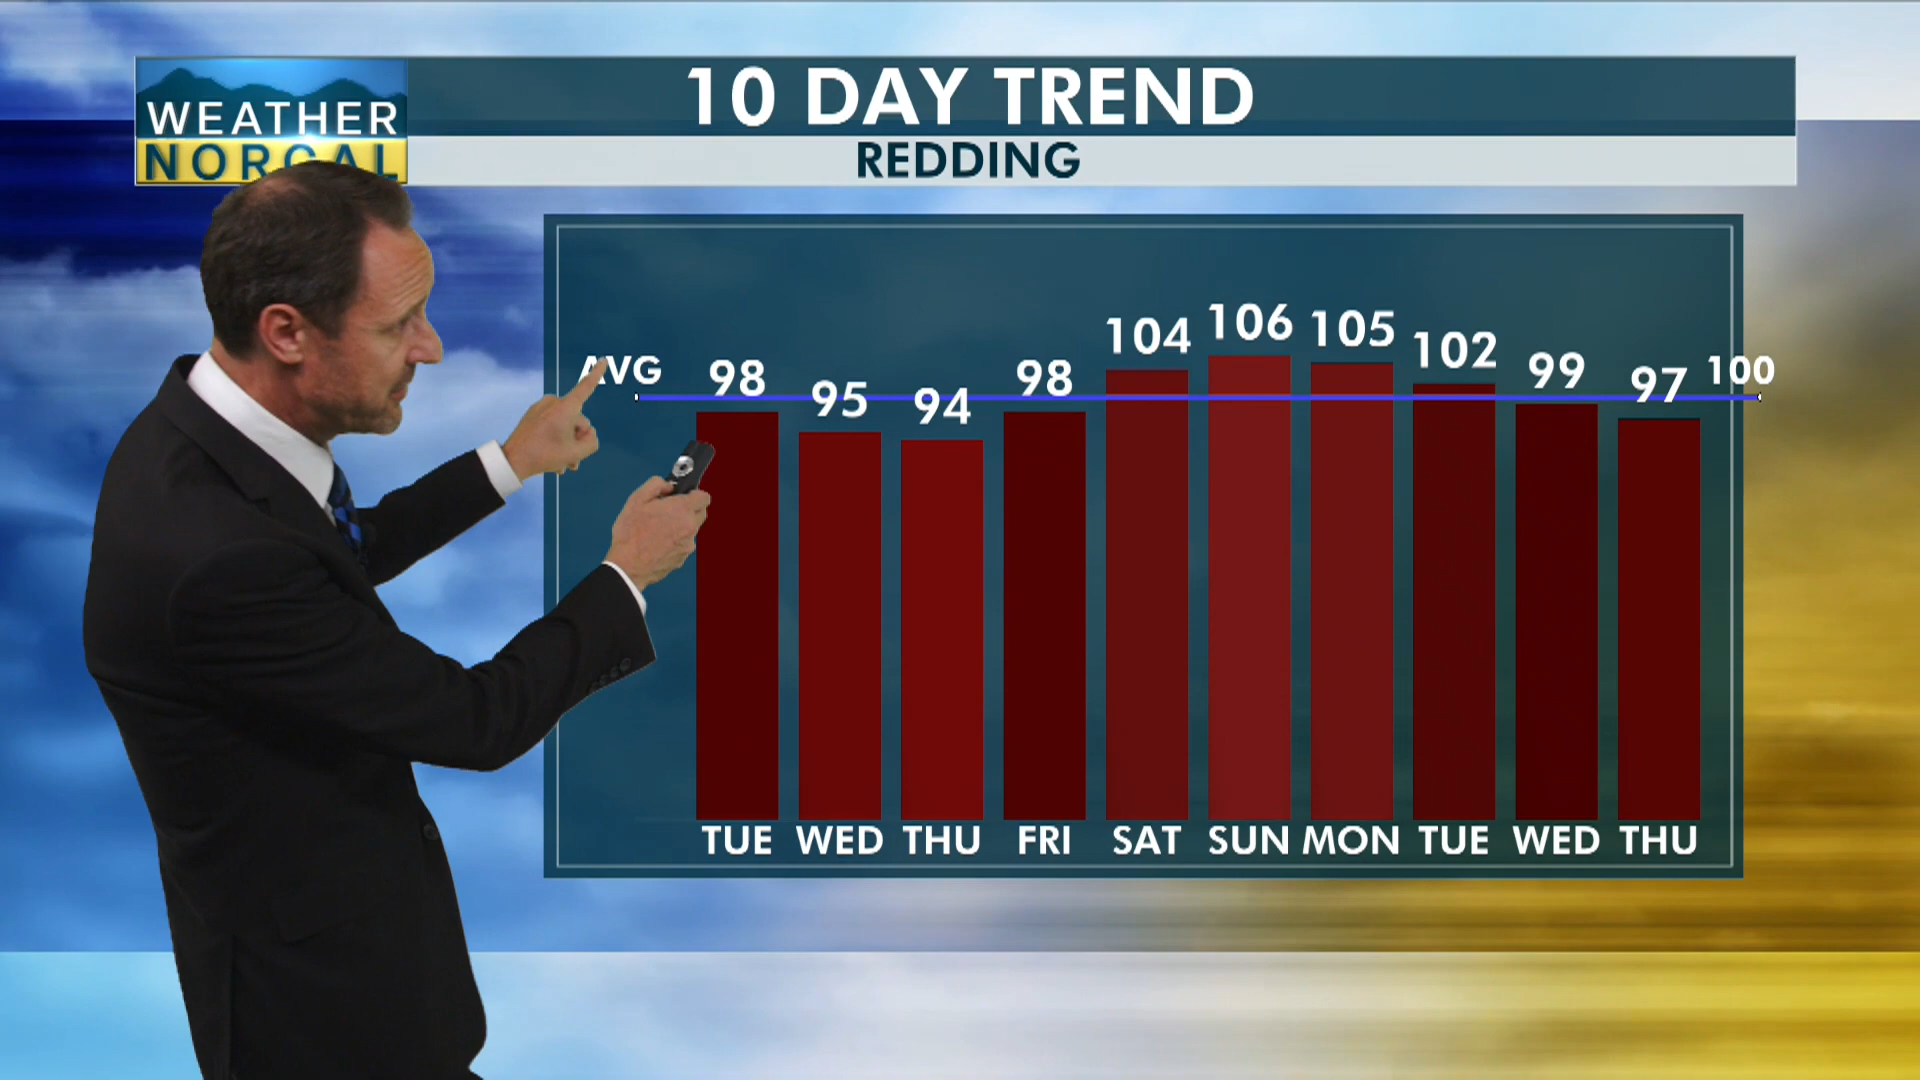 WEATHER
NORCAL
10 DAY TREND
REDDING
AVG 98 95 94 98 104 106 105 102 99 97 100
TUE WED THU FRI SAT SUN MON TUE WED THU